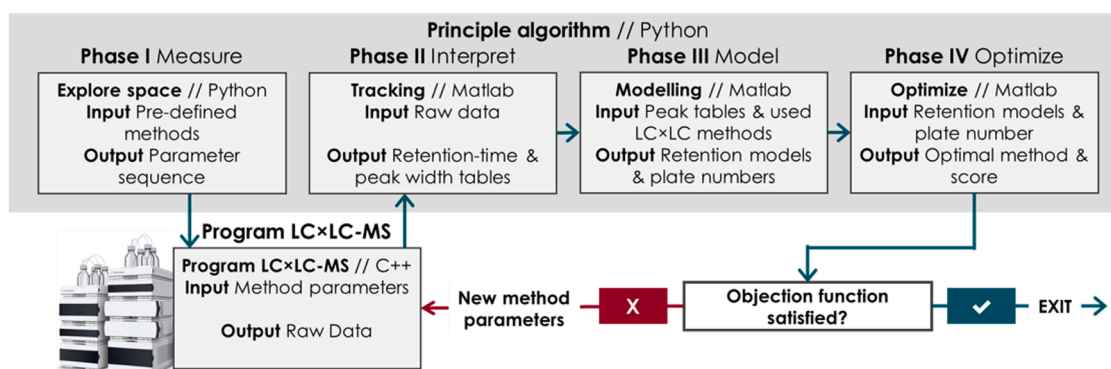 Principle algorithm // Python
Phase I Measure
Explore space // Python
Input Pre-defined
methods
Output Parameter
sequence
Phase II Interpret
Tracking // Matlab
Input Raw data
Output Retention-time &
peak width tables
Phase III Model
Modelling // Matlab
Input Peak tables & used
LC×LC methods
Output Retention models
& plate numbers
Phase IV Optimize
Optimize // Matlab
Input Retention models &
plate number
Output Optimal method &
score
Program LC×LC-MS
Program LC×LC-MS // C++
Input Method parameters
Output Raw Data
New method
parameters
X
Objection function
satisfied?
EXIT